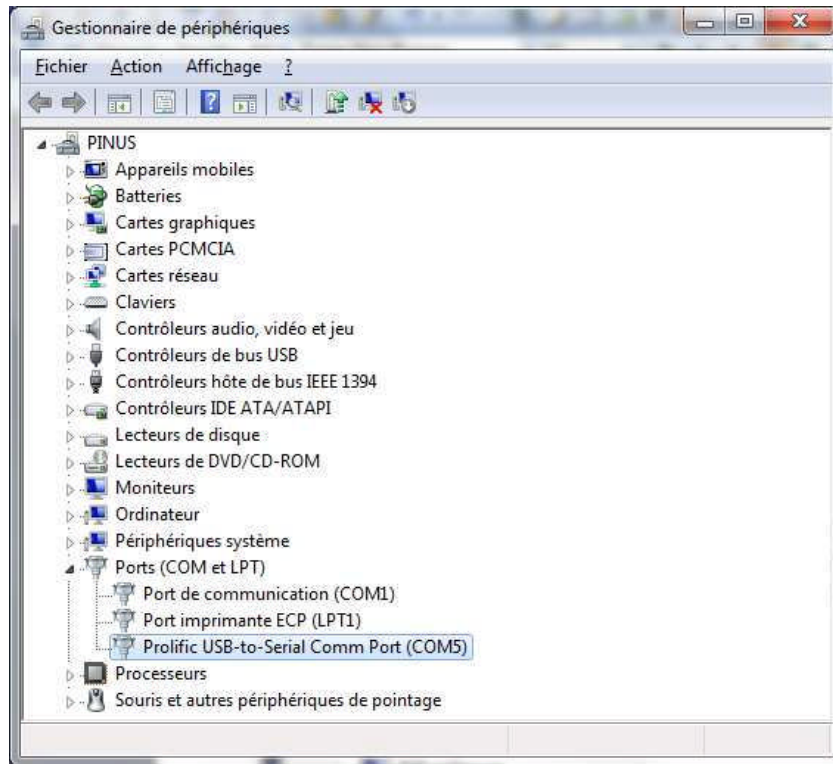 Gestionnaire de périphériques
Fichier Action Affichage ?
PINUS
Appareils mobiles
Batteries
Cartes graphiques
Cartes PCMCIA
Cartes réseau
Claviers
Contrôleurs audio, vidéo et jeu
Contrôleurs de bus USB
Contrôleurs hôte de bus IEEE 1394
Contrôleurs IDE ATA/ATAPI
Lecteurs de disque
Lecteurs de DVD/CD-ROM
Moniteurs
Ordinateur
Périphériques système
Ports (COM et LPT)
Port de communication (COM1)
Port imprimante ECP (LPT1)
Prolific USB-to-Serial Comm Port (COM5)
Processeurs
Souris et autres périphériques de pointage